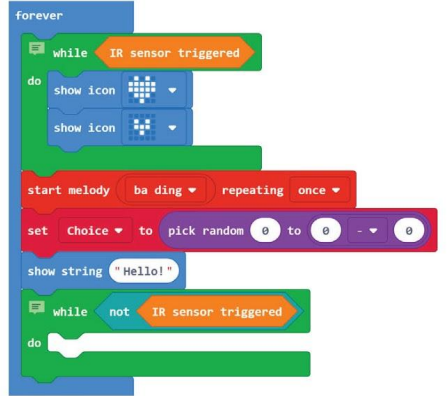 forever
while IR sensor triggered
do
show icon
show icon
start melody ba ding repeating once
set Choice to pick random 0 to 0 - 0
show string "Hello!"
while not IR sensor triggered
do